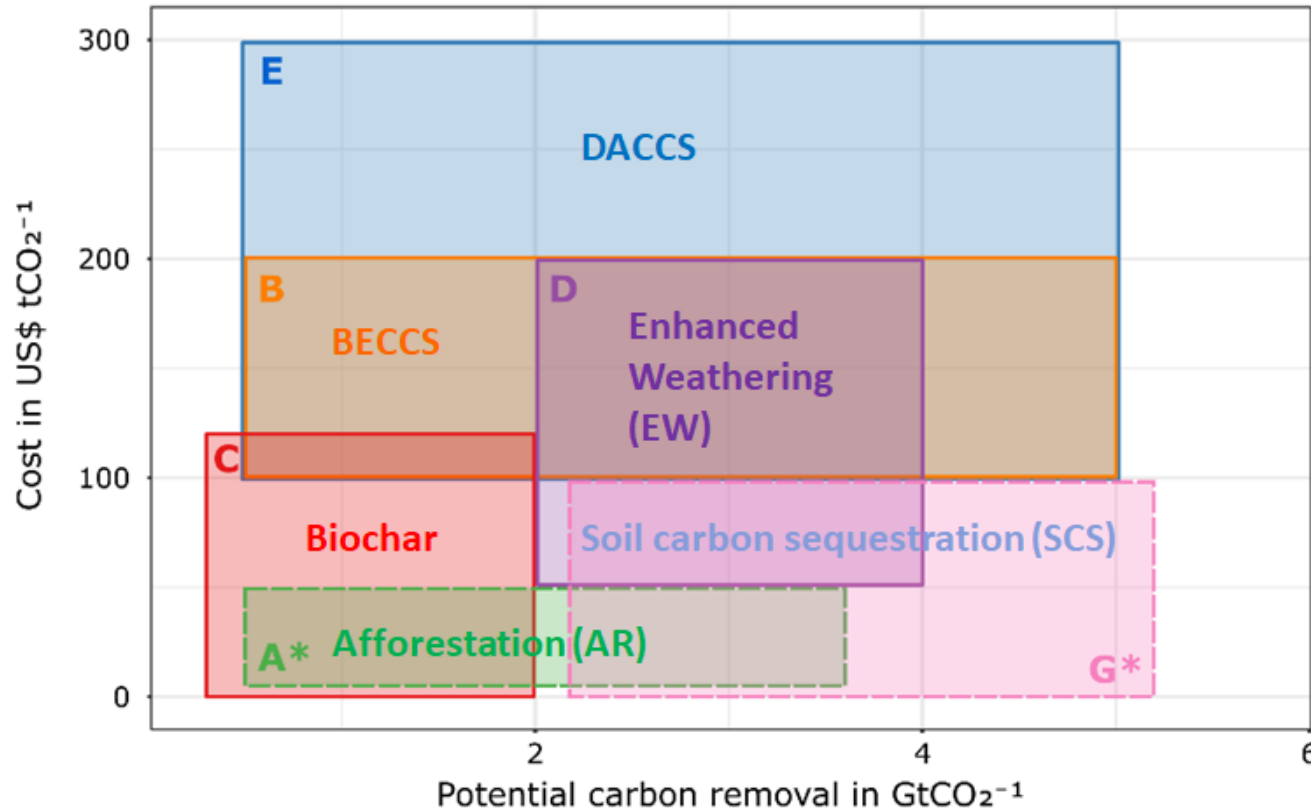 300
E
DACCS
200
B
D
BECCS
Enhanced
Weathering
(EW)
C
100
Biochar
Soil carbon sequestration (SCS)
A*
Afforestation (AR)
G*
0
2
4
6
Cost in US$ tCO₂⁻¹
Potential carbon removal in GtCO₂⁻¹